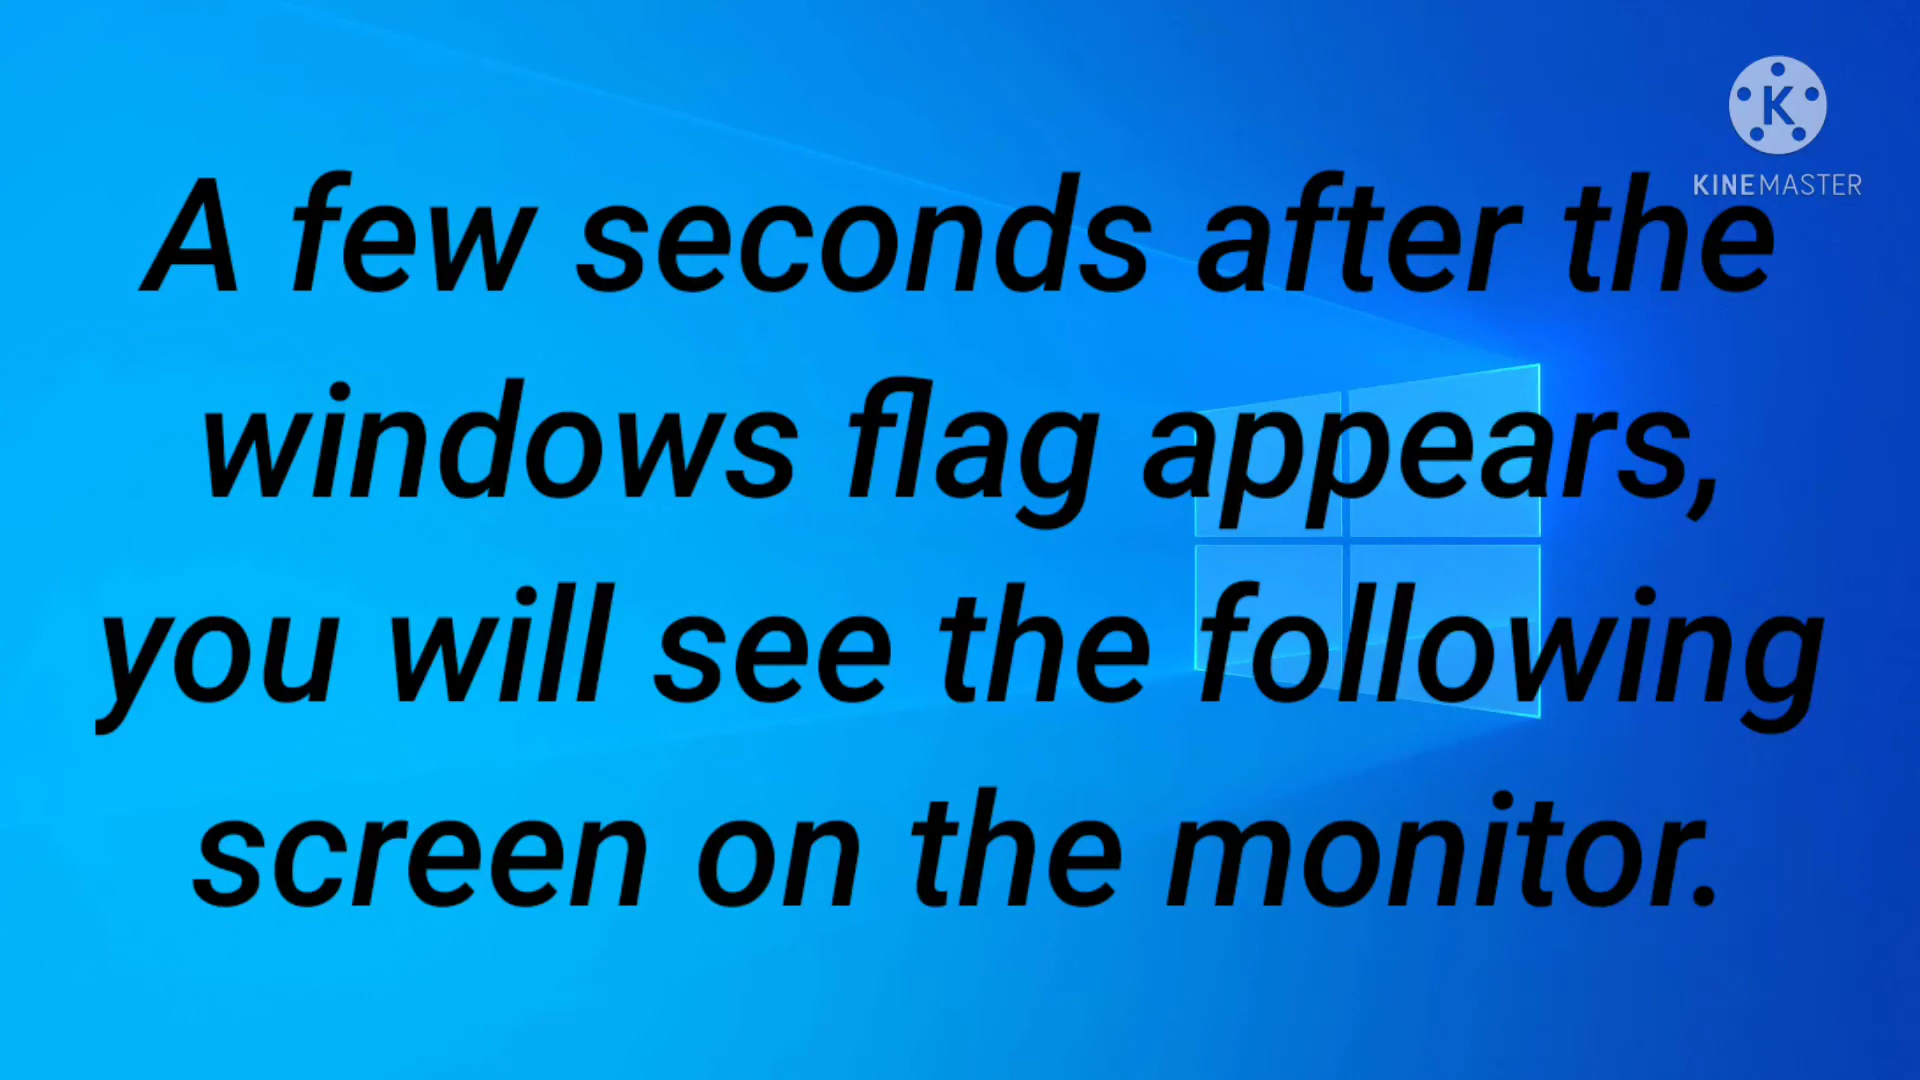 K
KINEMASTER
A few seconds after the
windows flag appears,
you will see the following
screen on the monitor.